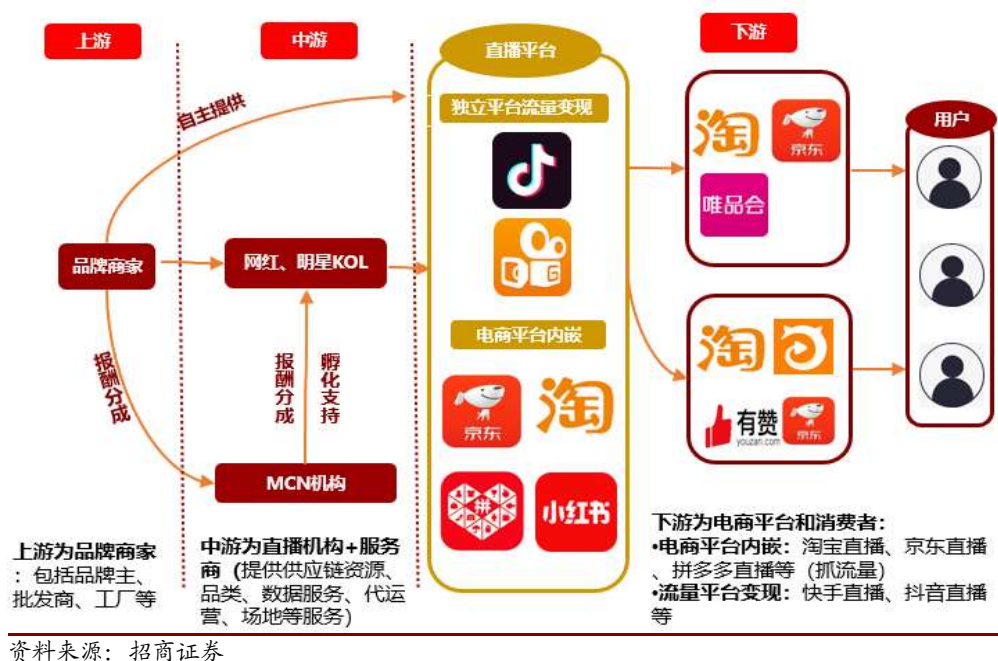 上游
中游
直播平台
下游
自主提供
独立平台流量变现
淘
京东
唯品会
用户
品牌商家
网红、明星KOL
报酬分成
报酬分成
孵化支持
MCN机构
电商平台内嵌
京东
淘
拼
小红书
淘
有赞
youzan.com
京东
上游为品牌商家
：包括品牌主、
批发商、工厂等
中游为直播机构+服务
商（提供供应链资源、
品类、数据服务、代运
营、场地等服务）
下游为电商平台和消费者：
•电商平台内嵌：淘宝直播、京东直播
、拼多多直播等（抓流量）
•流量平台变现：快手直播、抖音直播
等
资料来源：招商证券